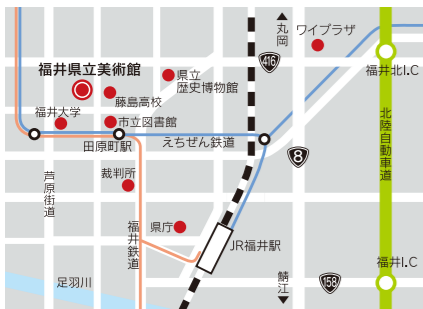 ▲丸岡
ワイプラザ
416
福井県立美術館
県立
歴史博物館
福井北I.C
藤島高校
福井大学
市立図書館
北陸自動車道
田原町駅
えちぜん鉄道
8
芦原街道
裁判所
福井鉄道
県庁
JR福井駅
福井I.C
足羽川
鯖江▼
158